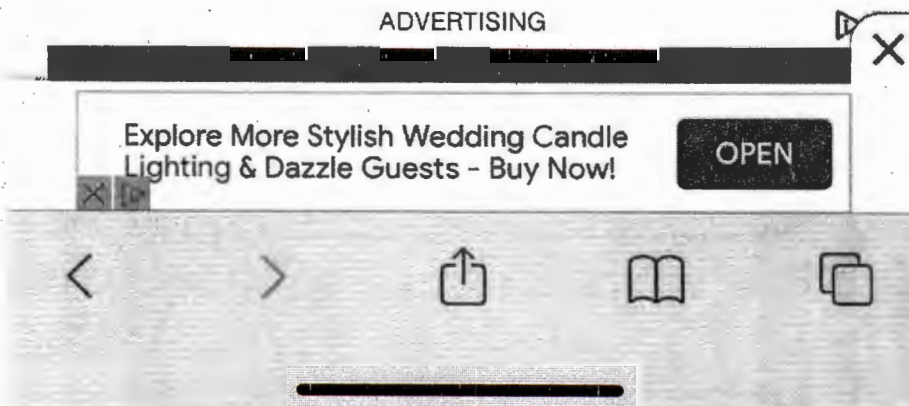 ADVERTISING
Explore More Stylish Wedding Candle
Lighting & Dazzle Guests - Buy Now!
OPEN